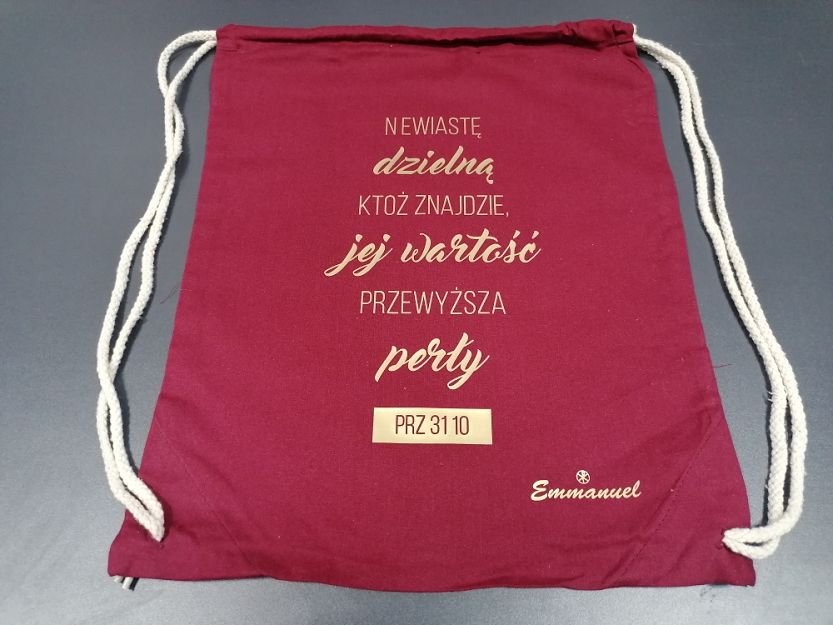 NEWIASTĘ
dzielną
KTOŻ ZNAJDZIE,
jej wartość
PRZEWYŻSZA
perły
PRZ 31 10
Emmanuel